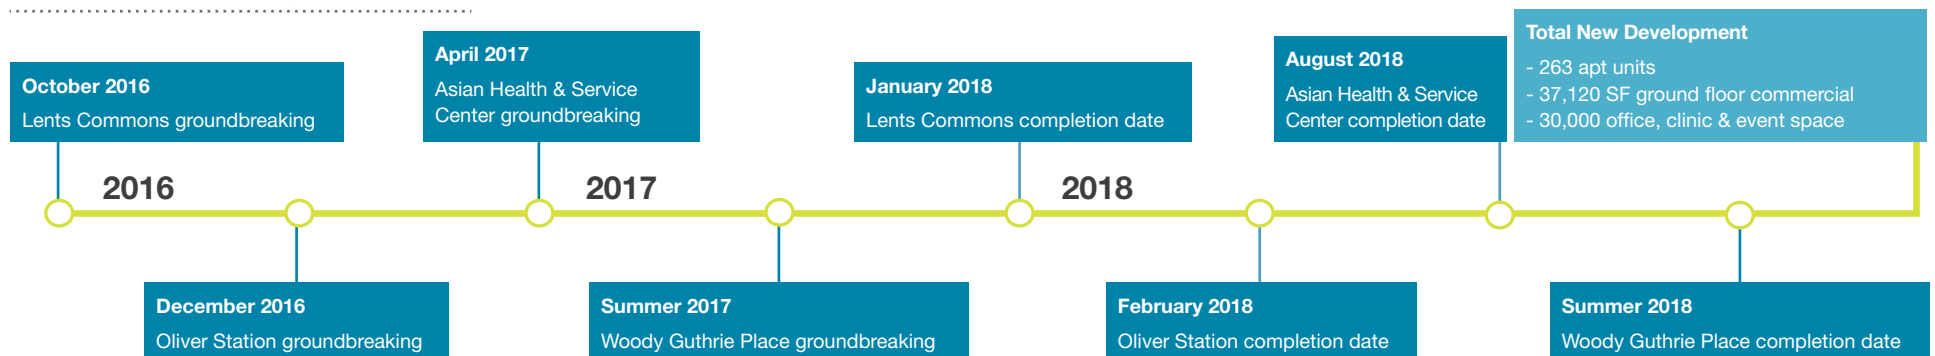 October 2016
Lents Commons groundbreaking
April 2017
Asian Health & Service
Center groundbreaking
January 2018
Lents Commons completion date
August 2018
Asian Health & Service
Center completion date
Total New Development
- 263 apt units
- 37,120 SF ground floor commercial
- 30,000 office, clinic & event space
2016
2017
2018
December 2016
Oliver Station groundbreaking
Summer 2017
Woody Guthrie Place groundbreaking
February 2018
Oliver Station completion date
Summer 2018
Woody Guthrie Place completion date